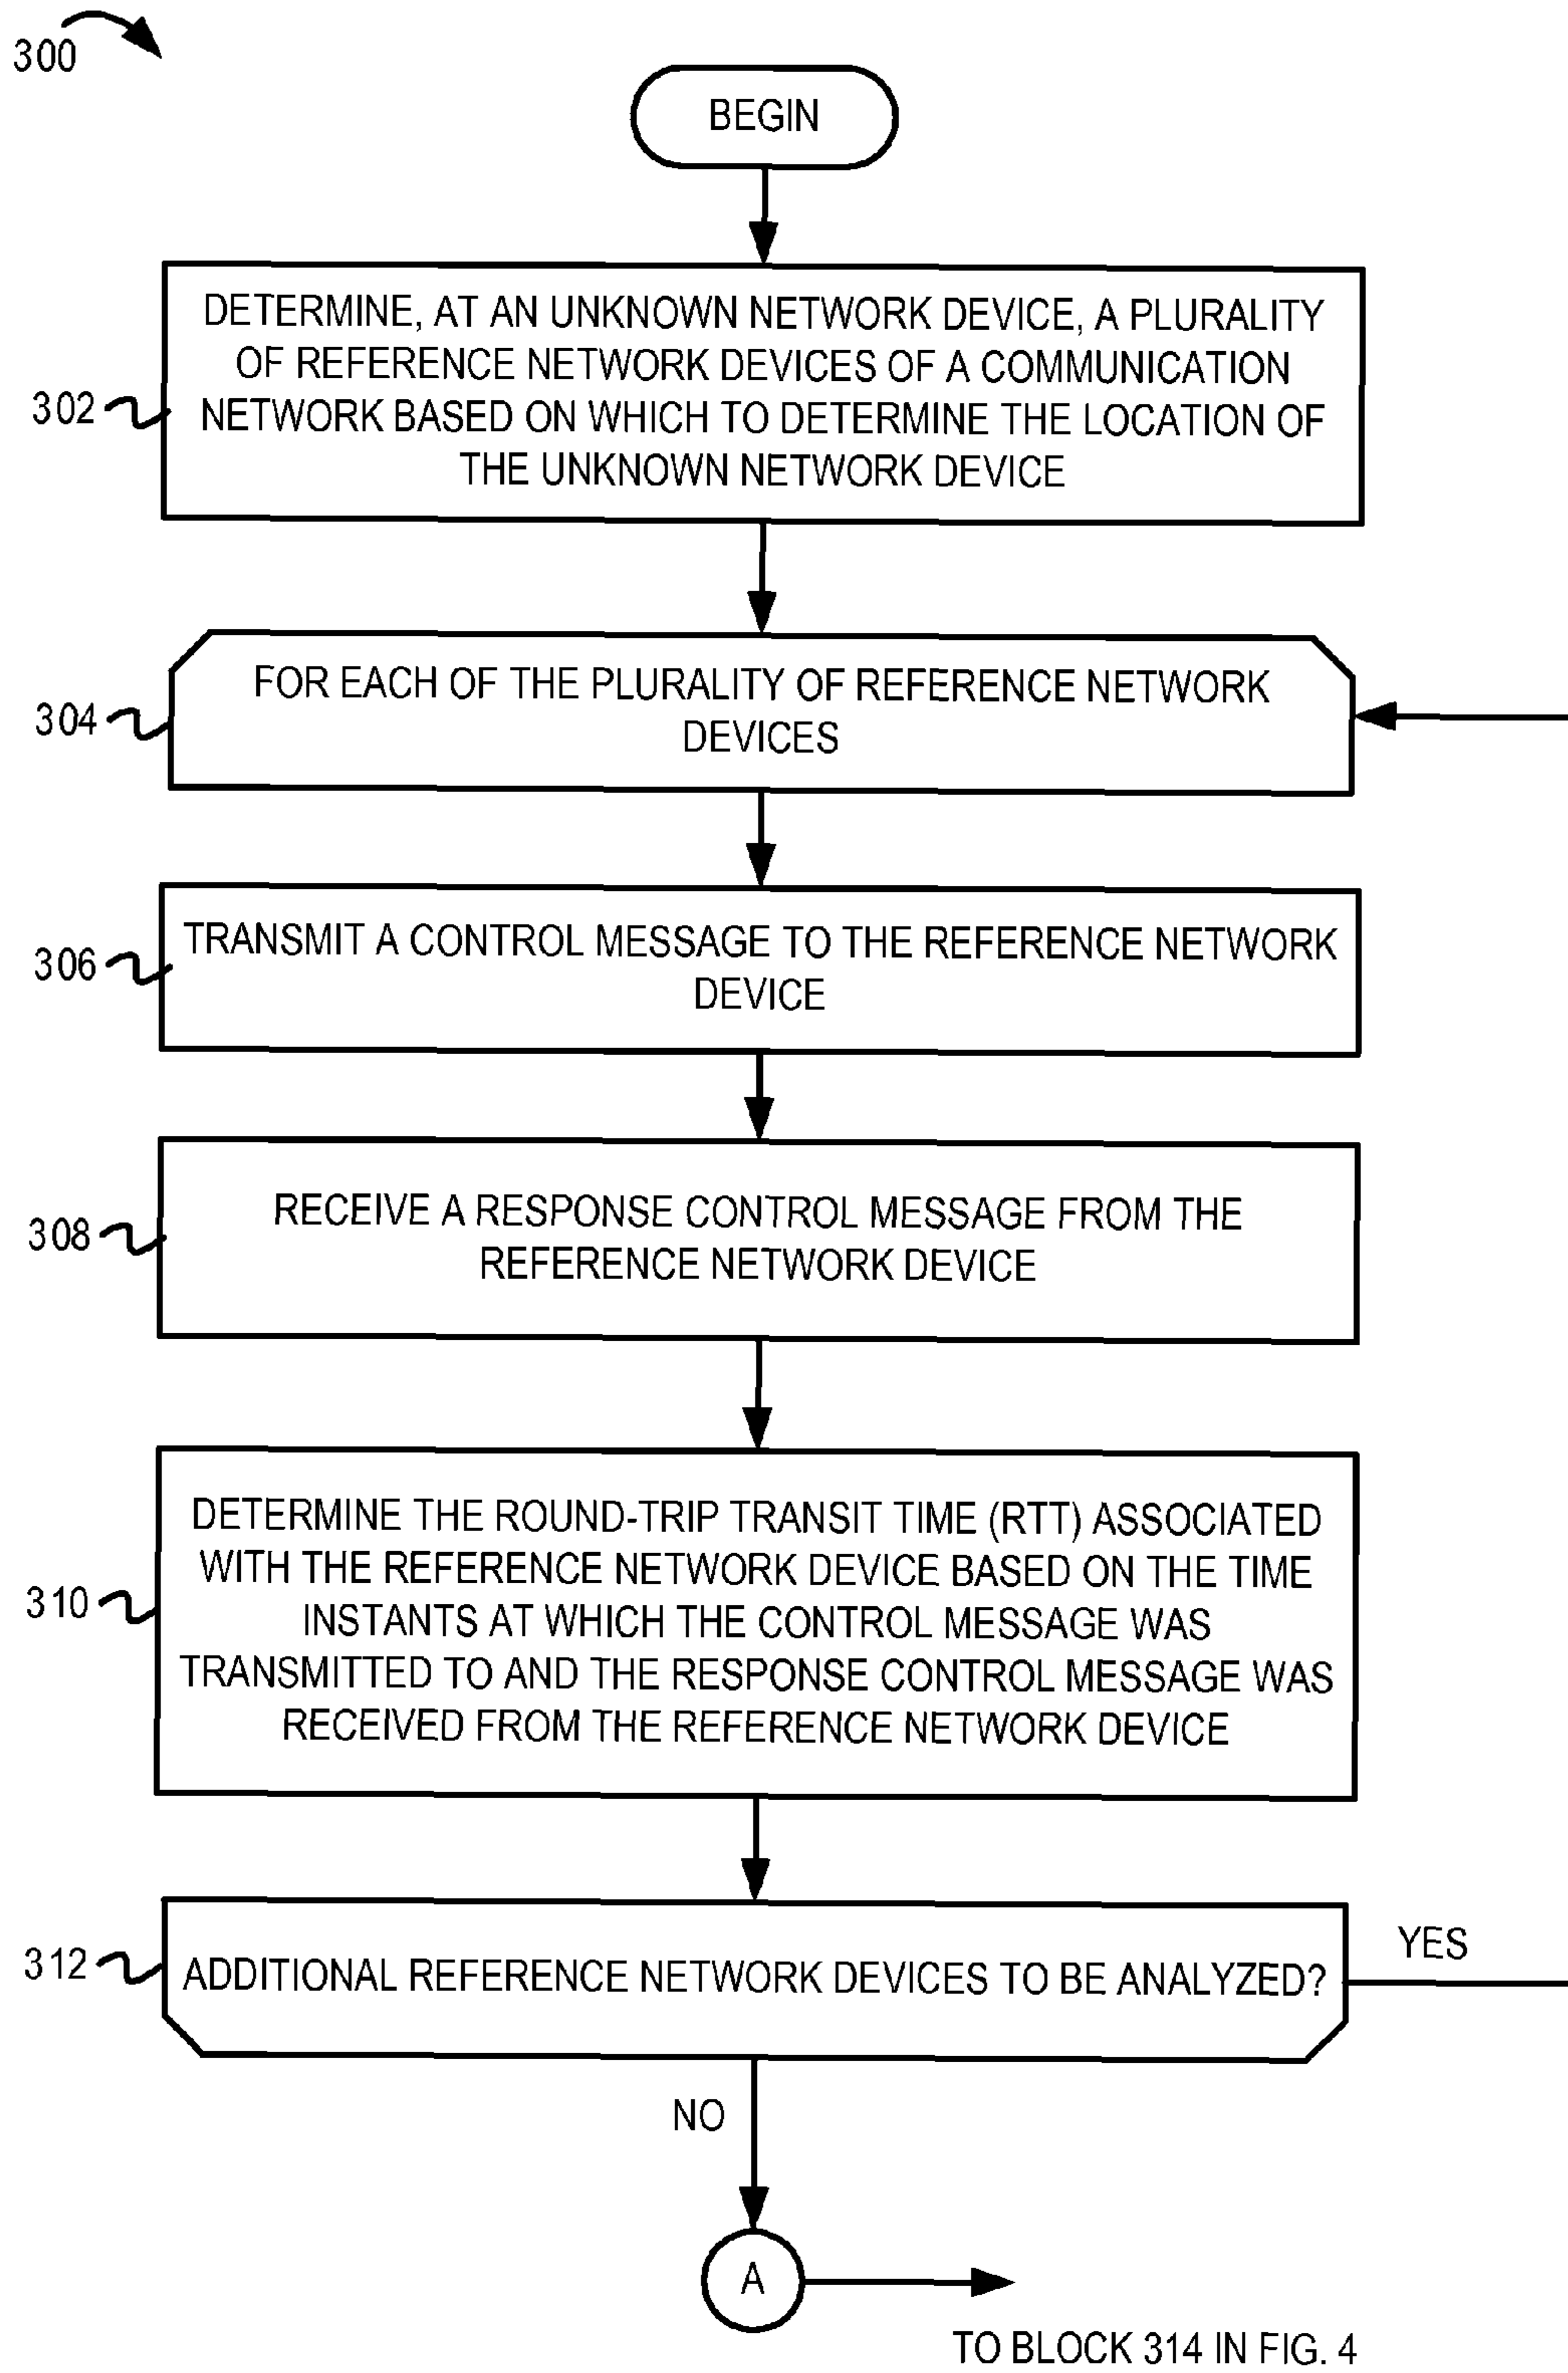 300
BEGIN
302
DETERMINE, AT AN UNKNOWN NETWORK DEVICE, A PLURALITY
OF REFERENCE NETWORK DEVICES OF A COMMUNICATION
NETWORK BASED ON WHICH TO DETERMINE THE LOCATION OF
THE UNKNOWN NETWORK DEVICE
304
FOR EACH OF THE PLURALITY OF REFERENCE NETWORK
DEVICES
306
TRANSMIT A CONTROL MESSAGE TO THE REFERENCE NETWORK
DEVICE
308
RECEIVE A RESPONSE CONTROL MESSAGE FROM THE
REFERENCE NETWORK DEVICE
310
DETERMINE THE ROUND-TRIP TRANSIT TIME (RTT) ASSOCIATED
WITH THE REFERENCE NETWORK DEVICE BASED ON THE TIME
INSTANTS AT WHICH THE CONTROL MESSAGE WAS
TRANSMITTED TO AND THE RESPONSE CONTROL MESSAGE WAS
RECEIVED FROM THE REFERENCE NETWORK DEVICE
312
ADDITIONAL REFERENCE NETWORK DEVICES TO BE ANALYZED?
YES
NO
A
TO BLOCK 314 IN FIG. 4